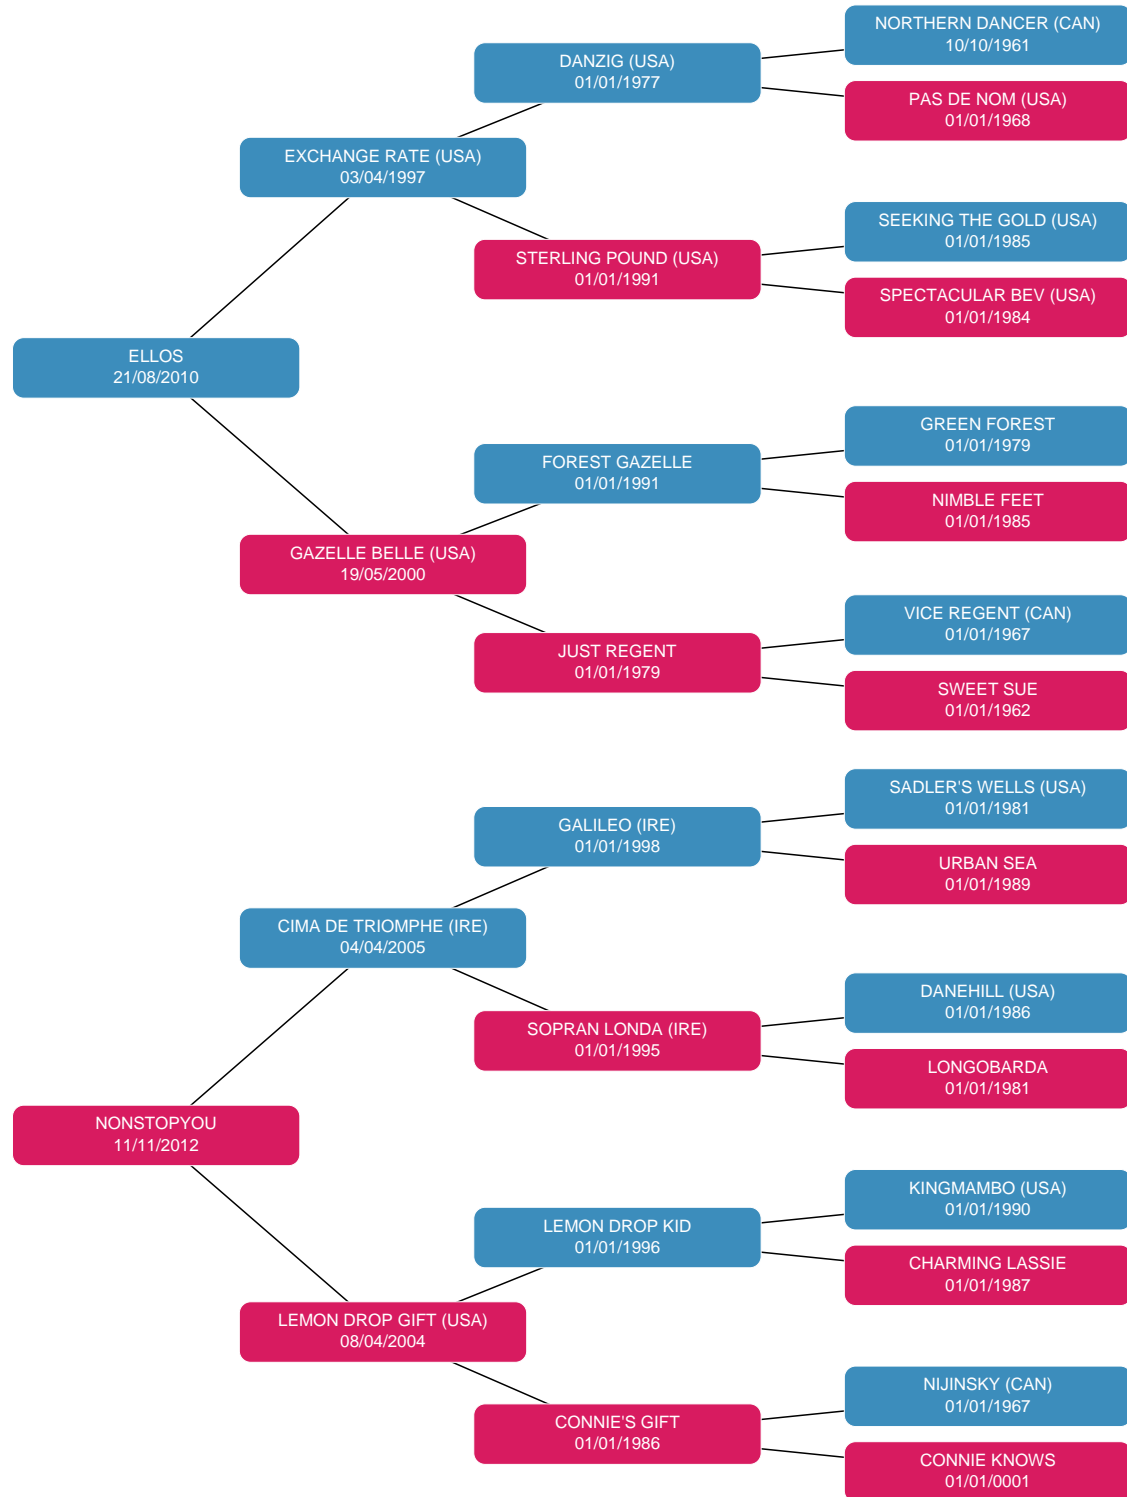 NORTHERN DANCER (CAN)
10/10/1961
DANZIG (USA)
01/01/1977
PAS DE NOM (USA)
01/01/1968
EXCHANGE RATE (USA)
03/04/1997
SEEKING THE GOLD (USA)
01/01/1985
STERLING POUND (USA)
01/01/1991
SPECTACULAR BEV (USA)
01/01/1984
ELLOS
21/08/2010
GREEN FOREST
01/01/1979
FOREST GAZELLE
01/01/1991
NIMBLE FEET
01/01/1985
GAZELLE BELLE (USA)
19/05/2000
VICE REGENT (CAN)
01/01/1967
JUST REGENT
01/01/1979
SWEET SUE
01/01/1962
SADLER'S WELLS (USA)
01/01/1981
GALILEO (IRE)
01/01/1998
URBAN SEA
01/01/1989
CIMA DE TRIOMPHE (IRE)
04/04/2005
DANEHILL (USA)
01/01/1986
SOPRAN LONDA (IRE)
01/01/1995
LONGOBARDA
01/01/1981
NONSTOPYOU
11/11/2012
KINGMAMBO (USA)
01/01/1990
LEMON DROP KID
01/01/1996
CHARMING LASSIE
01/01/1987
LEMON DROP GIFT (USA)
08/04/2004
NIJINSKY (CAN)
01/01/1967
CONNIE'S GIFT
01/01/1986
CONNIE KNOWS
01/01/0001